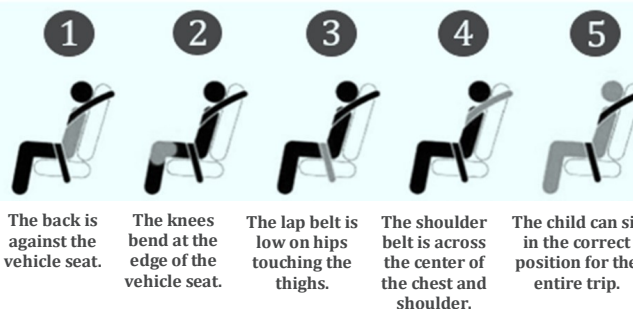 1
2
3
4
5
The back is
against the
vehicle seat.
The knees
bend at the
edge of the
vehicle seat.
The lap belt is
low on hips
touching the
thighs.
The shoulder
belt is across
the center of
the chest and
shoulder.
The child can si
in the correct
position for the
entire trip.